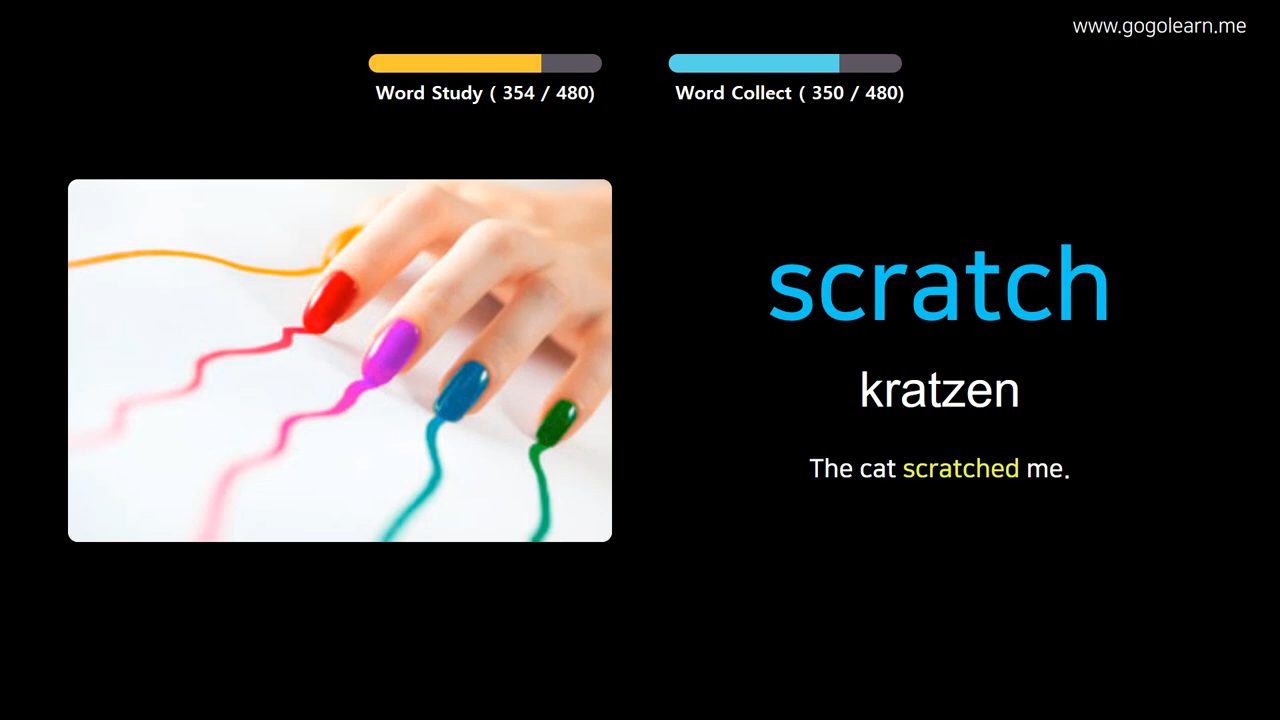 www.gogolearn.me
Word Study ( 354 / 480)
Word Collect ( 350 / 480)
scratch
kratzen
The cat scratched me.